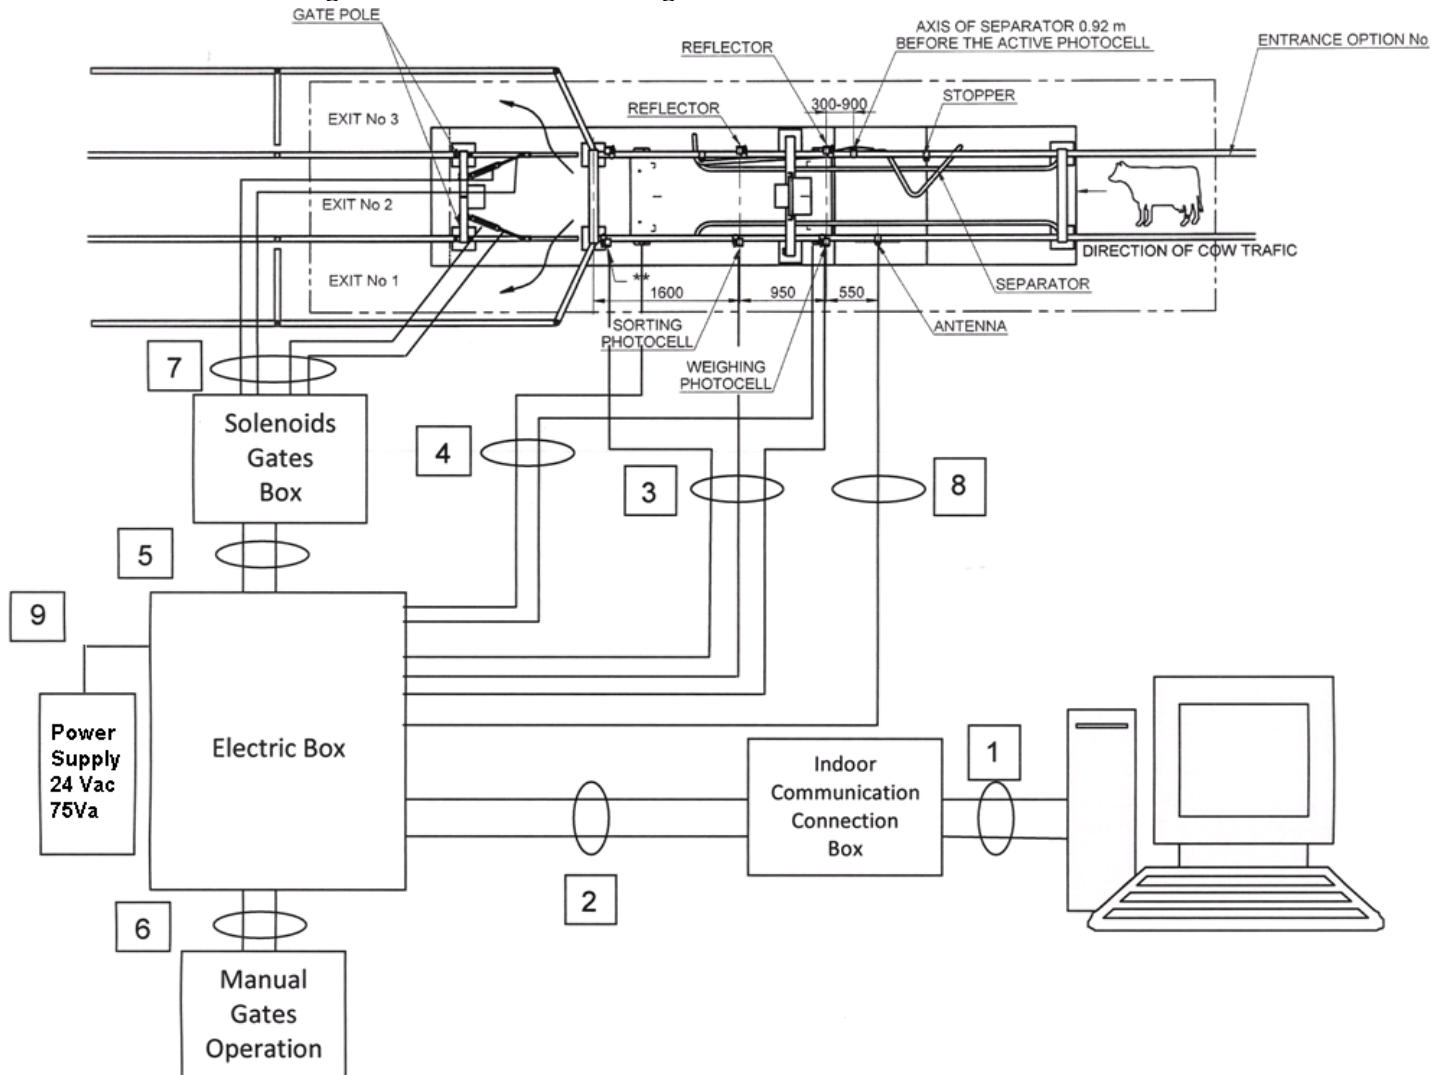 GATE POLE
AXIS OF SEPARATOR 0.92 m
BEFORE THE ACTIVE PHOTOCELL
REFLECTOR
ENTRANCE OPTION No
STOPPER
300-900
REFLECTOR
EXIT No 3
EXIT No 2
DIRECTION OF COW TRAFIC
EXIT No 1
**
SEPARATOR
1600
950
550
SORTING
PHOTOCELL
ANTENNA
WEIGHING
PHOTOCELL
7
Solenoids
Gates
Box
4
3
8
5
9
Power
Supply
24 Vac
75Va
Electric Box
Indoor
Communication
Connection
Box
1
2
6
Manual
Gates
Operation